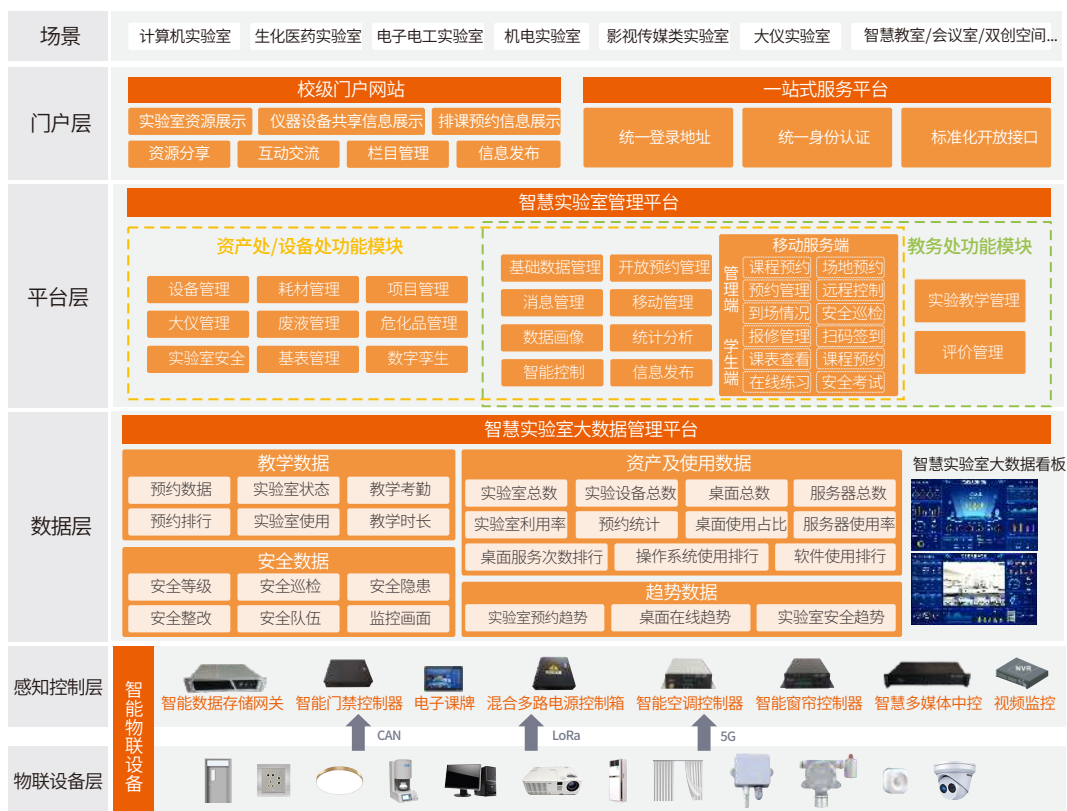 场景
计算机实验室 生化医药实验室 电子电工实验室 机电实验室 影视传媒类实验室 大仪实验室 智慧教室/会议室/双创空间...
门户层
校级门户网站
实验室资源展示 仪器设备共享信息展示 排课预约信息展示
资源分享 互动交流 栏目管理 信息发布
一站式服务平台
统一登录地址 统一身份认证 标准化开放接口
平台层
智慧实验室管理平台
资产处/设备处功能模块
设备管理 耗材管理 项目管理
大仪管理 废液管理 危化品管理
实验室安全 基表管理 数字孪生
基础数据管理 开放预约管理
消息管理 移动管理
数据画像 统计分析
智能控制 信息发布
移动服务端
管理端
课程预约 场地预约
预约管理 远程控制
到场情况 安全巡检
报修管理 扫码签到
学生端
课表查看 课程预约
在线练习 安全考试
教务处功能模块
实验教学管理
评价管理
数据层
智慧实验室大数据管理平台
教学数据
预约数据 实验室状态 教学考勤
预约排行 实验室使用 教学时长
安全数据
安全等级 安全巡检 安全隐患
安全整改 安全队伍 监控画面
资产及使用数据
实验室总数 实验设备总数 桌面总数 服务器总数
实验室利用率 预约统计 桌面使用占比 服务器使用率
桌面服务次数排行 操作系统使用排行 软件使用排行
趋势数据
实验室预约趋势 桌面在线趋势 实验室安全趋势
智慧实验室大数据看板
感知控制层
智能物联设备
NVR
智能数据存储网关 智能门禁控制器 电子课牌 混合多路电源控制箱 智能空调控制器 智能窗帘控制器 智慧多媒体中控 视频监控
CAN LoRa 5G
物联设备层